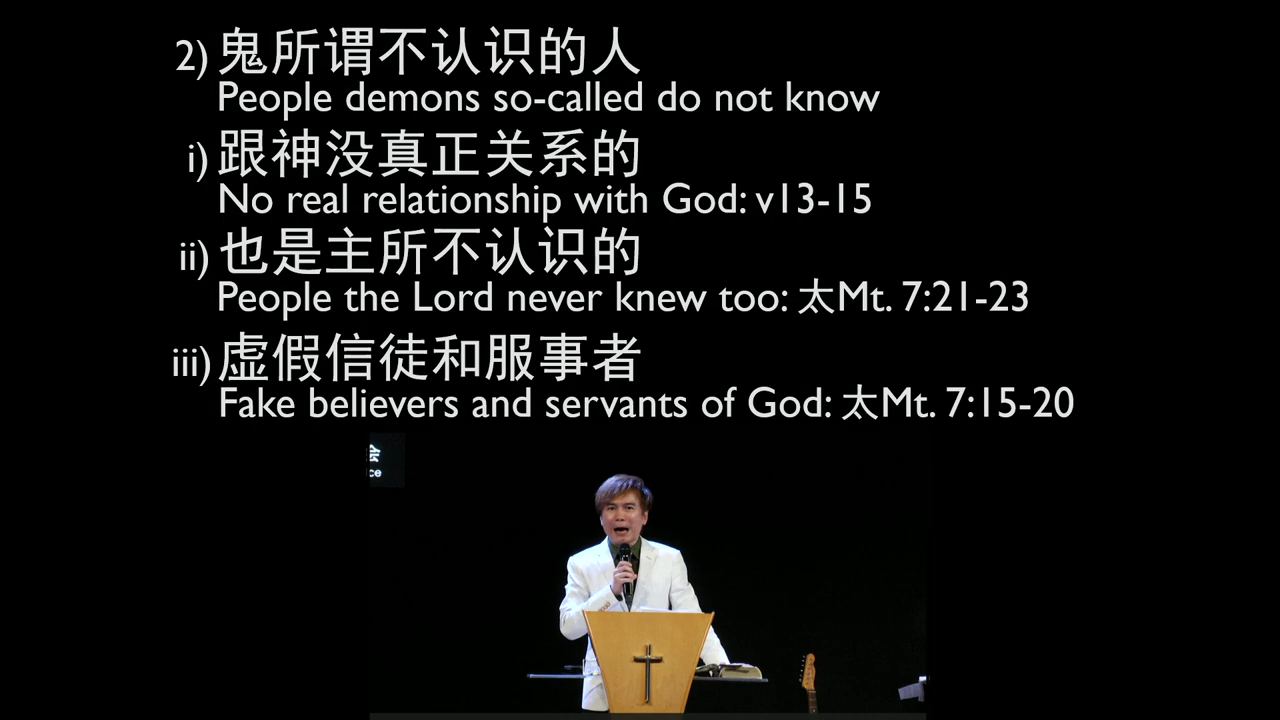 2) 鬼所谓不认识的人
People demons so-called do not know
i) 跟神没真正关系的
No real relationship with God: v13-15
ii) 也是主所不认识的
People the Lord never knew too: 太Mt. 7:21-23
iii) 虚假信徒和服事者
Fake believers and servants of God: 太Mt. 7:15-20